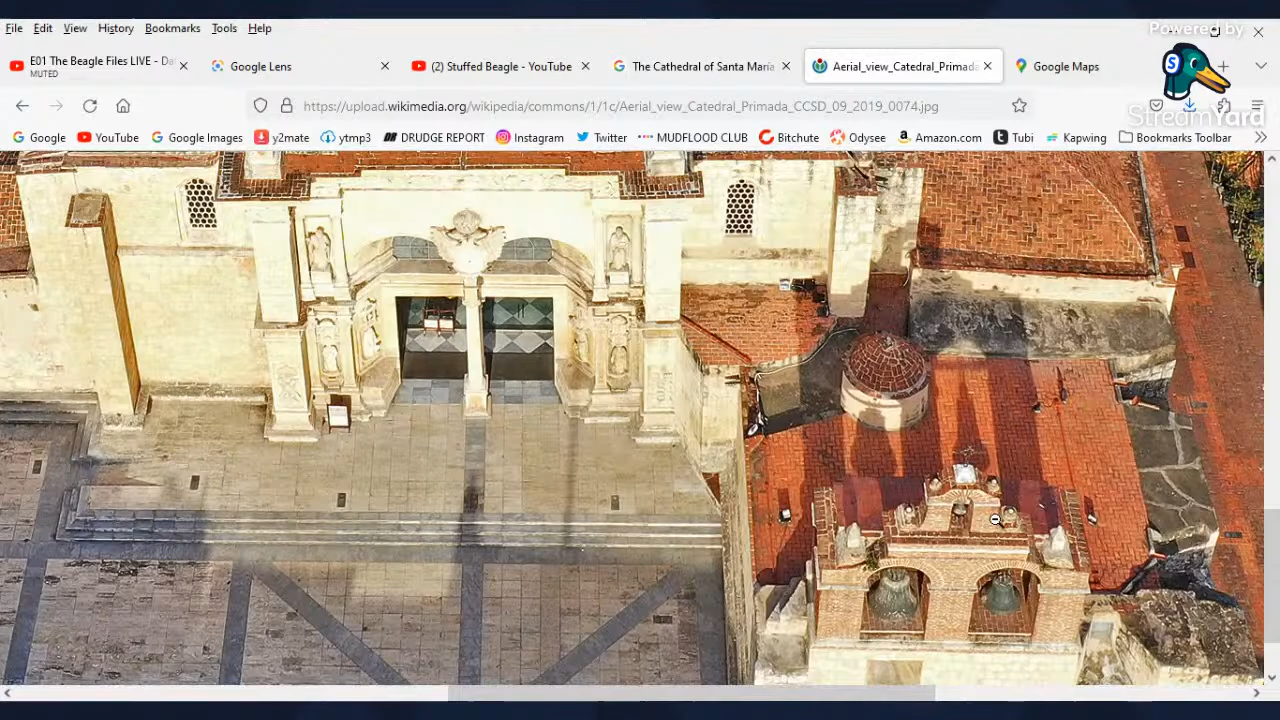 File Edit View History Bookmarks Tools Help
Powered by
E01 The Beagle Files LIVE - Da
MUTED
Google Lens
(2) Stuffed Beagle - YouTube
The Cathedral of Santa María
Aerial_view_Catedral_Primada
Google Maps
https://upload.wikimedia.org/wikipedia/commons/1/1c/Aerial_view_Catedral_Primada_CCSD_09_2019_0074.jpg
StreamYard
Google YouTube Google Images y2mate ytmp3 DRUDGE REPORT Instagram Twitter MUDFLOOD CLUB Bitchute Odysee Amazon.com Tubi Kapwing Bookmarks Toolbar